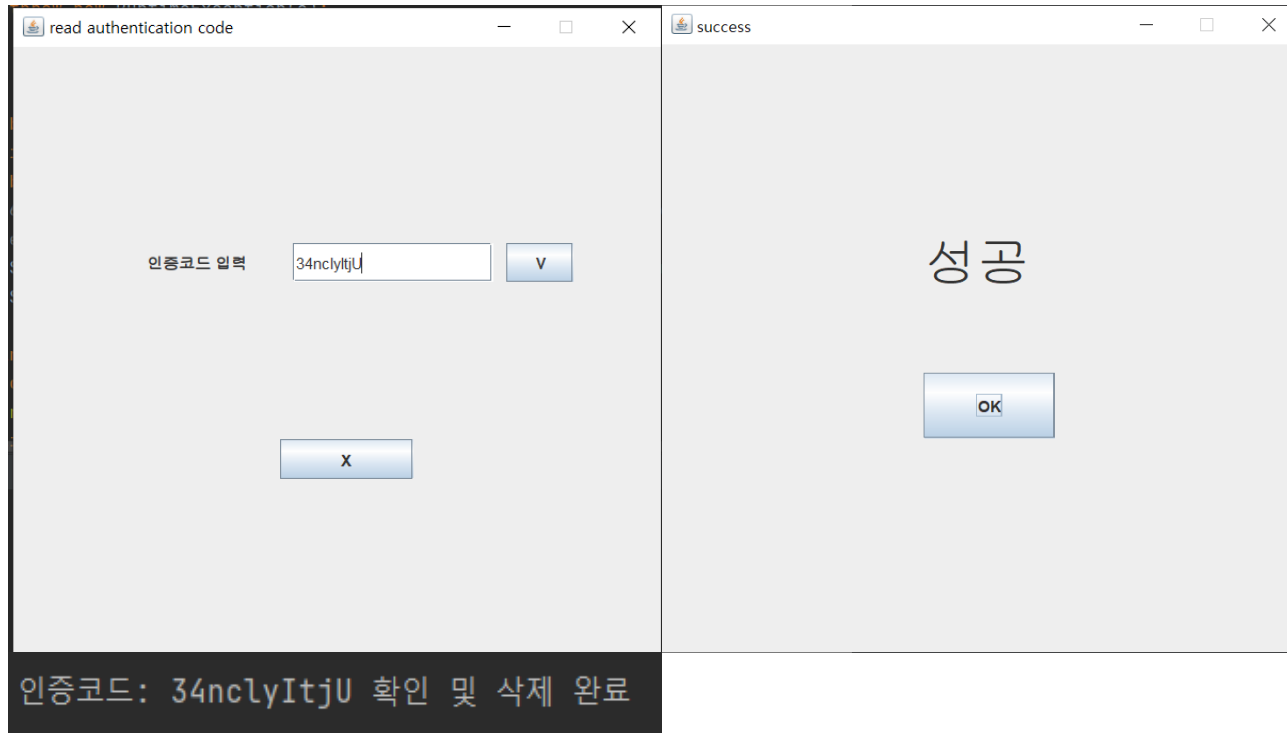 read authentication code
인증코드 입력
34nclyItjU
V
X
success
성공
OK
인증코드: 34nclyItjU 확인 및 삭제 완료